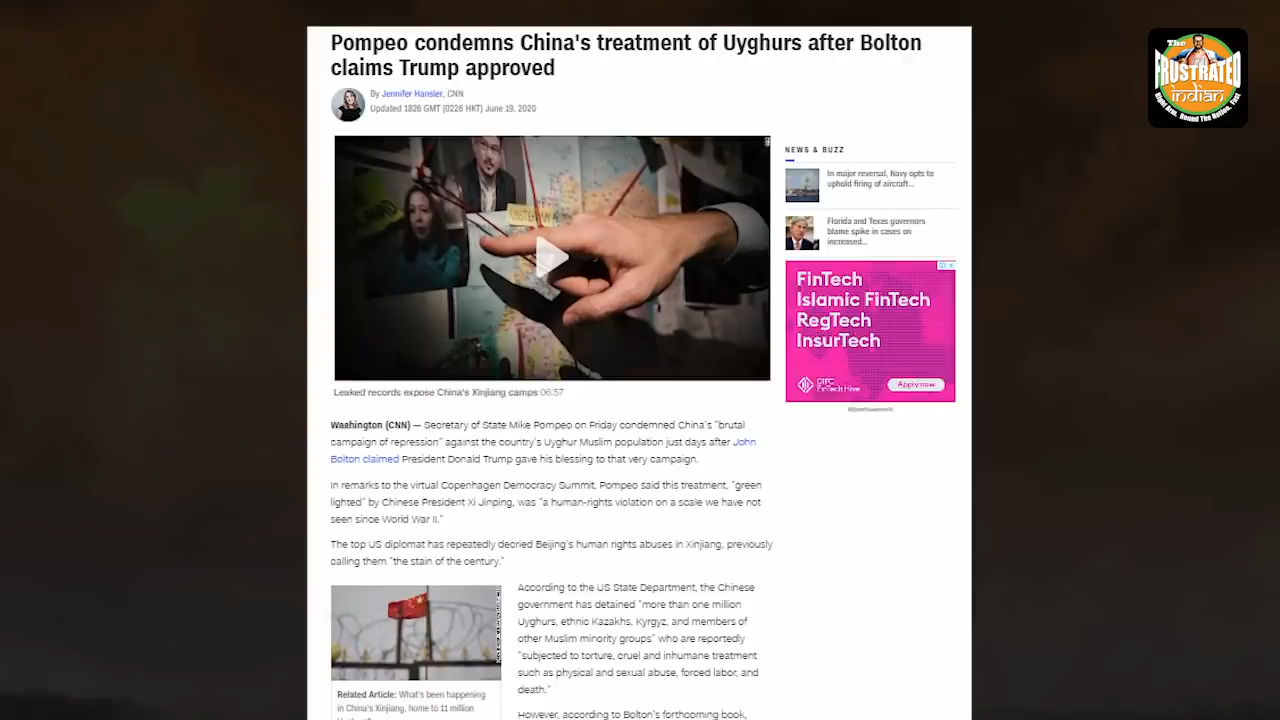 Pompeo condemns China's treatment of Uyghurs after Bolton
claims Trump approved
By Jennifer Hansler, CNN
Updated 1826 GMT (0226 HKT) June 19, 2020
Leaked records expose China's Xinjiang camps 06:57
Washington (CNN) — Secretary of State Mike Pompeo on Friday condemned China's "brutal
campaign of repression" against the country's Uyghur Muslim population just days after John
Bolton claimed President Donald Trump gave his blessing to that very campaign.
In remarks to the virtual Copenhagen Democracy Summit, Pompeo said this treatment, "green
lighted" by Chinese President Xi Jinping, was "a human-rights violation on a scale we have not
seen since World War II."
The top US diplomat has repeatedly decried Beijing's human rights abuses in Xinjiang, previously
calling them "the stain of the century."
According to the US State Department, the Chinese
government has detained "more than one million
Uyghurs, ethnic Kazakhs, Kyrgyz, and members of
other Muslim minority groups" who are reportedly
"subjected to torture, cruel and inhumane treatment
such as physical and sexual abuse, forced labor, and
death."
However, according to Bolton's forthcoming book,
Related Article: What's been happening
in China's Xinjiang, home to 11 million
NEWS & BUZZ
In major reversal, Navy opts to
uphold firing of aircraft...
Florida and Texas governors
blame spike in cases on
increased...
FinTech
Islamic FinTech
RegTech
InsurTech
DIFC
FinTech Hive
Apply now
The
FRUSTRATED
indian
Right Arm. Round The Nation. Fast